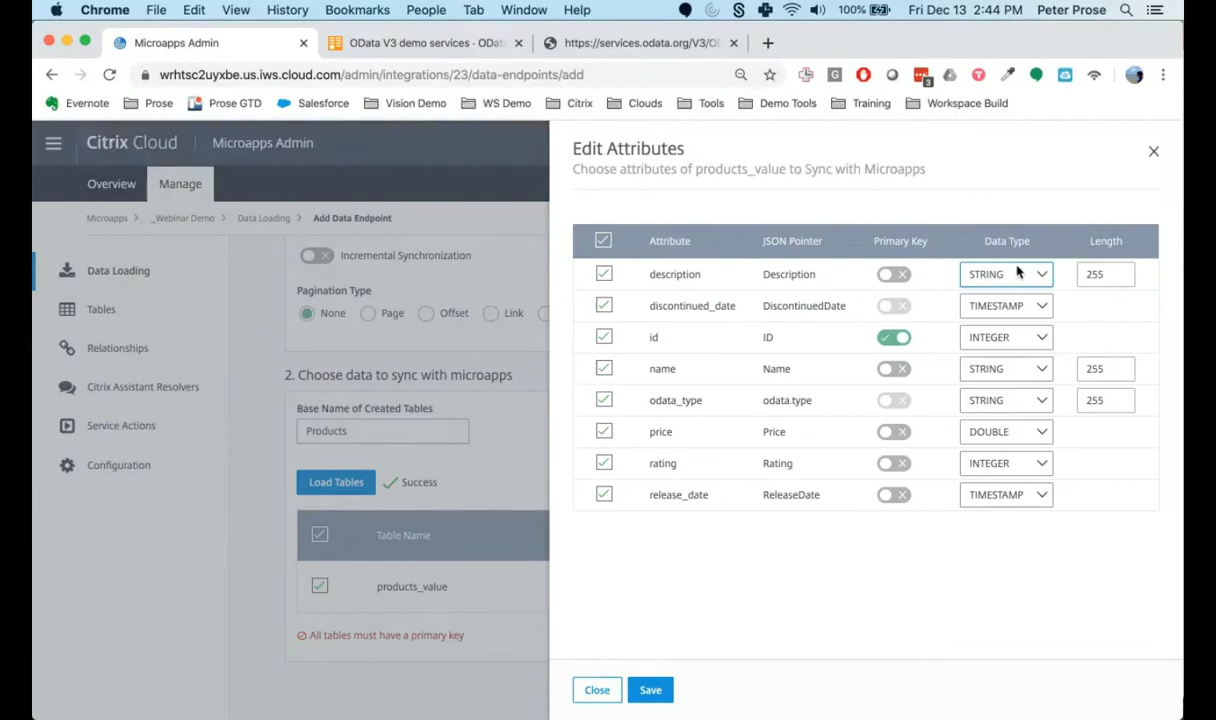 Chrome File Edit View History Bookmarks People Tab Window Help 100% Fri Dec 13 2:44 PM Peter Prose
Microapps Admin OData V3 demo services · ODat https://services.odata.org/V3/OD
wrhtsc2uyxbe.us.iws.cloud.com/admin/integrations/23/data-endpoints/add
3
Evernote Prose Prose GTD Salesforce Vision Demo WS Demo Citrix Clouds Tools Demo Tools Training Workspace Build
Citrix Cloud Microapps Admin
Overview Manage
Microapps > _Webinar Demo > Data Loading > Add Data Endpoint
Data Loading
Tables
Relationships
Citrix Assistant Resolvers
Service Actions
Configuration
Incremental Synchronization
Pagination Type
None Page Offset Link
2. Choose data to sync with microapps
Base Name of Created Tables
Products
Load Tables Success
Table Name
products_value
All tables must have a primary key
Edit Attributes
Choose attributes of products_value to Sync with Microapps
Attribute JSON Pointer Primary Key Data Type Length
description Description STRING 255
discontinued_date DiscontinuedDate TIMESTAMP
id ID INTEGER
name Name STRING 255
odata_type odata.type STRING 255
price Price DOUBLE
rating Rating INTEGER
release_date ReleaseDate TIMESTAMP
Close Save